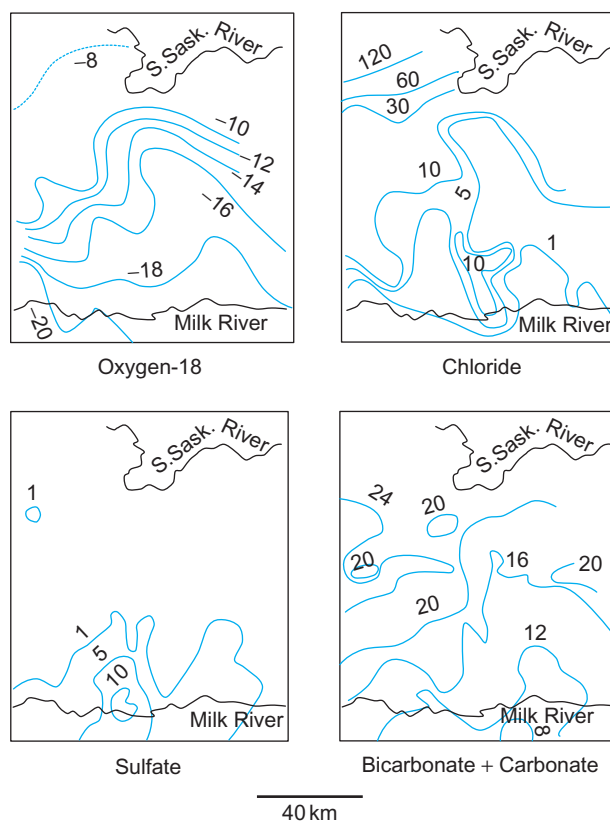 S.Sask. River
–8
–10
–12
–14
–16
–18
–20
Milk River
Oxygen-18
S.Sask. River
120
60
30
10
5
10
1
Milk River
Chloride
S.Sask. River
1
1
5
10
Milk River
Sulfate
S.Sask. River
24
20
20
16
20
20
12
Milk River
8
Bicarbonate + Carbonate
40 km